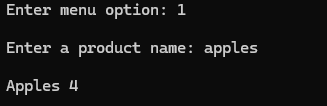 Enter menu option: 1
Enter a product name: apples
Apples 4